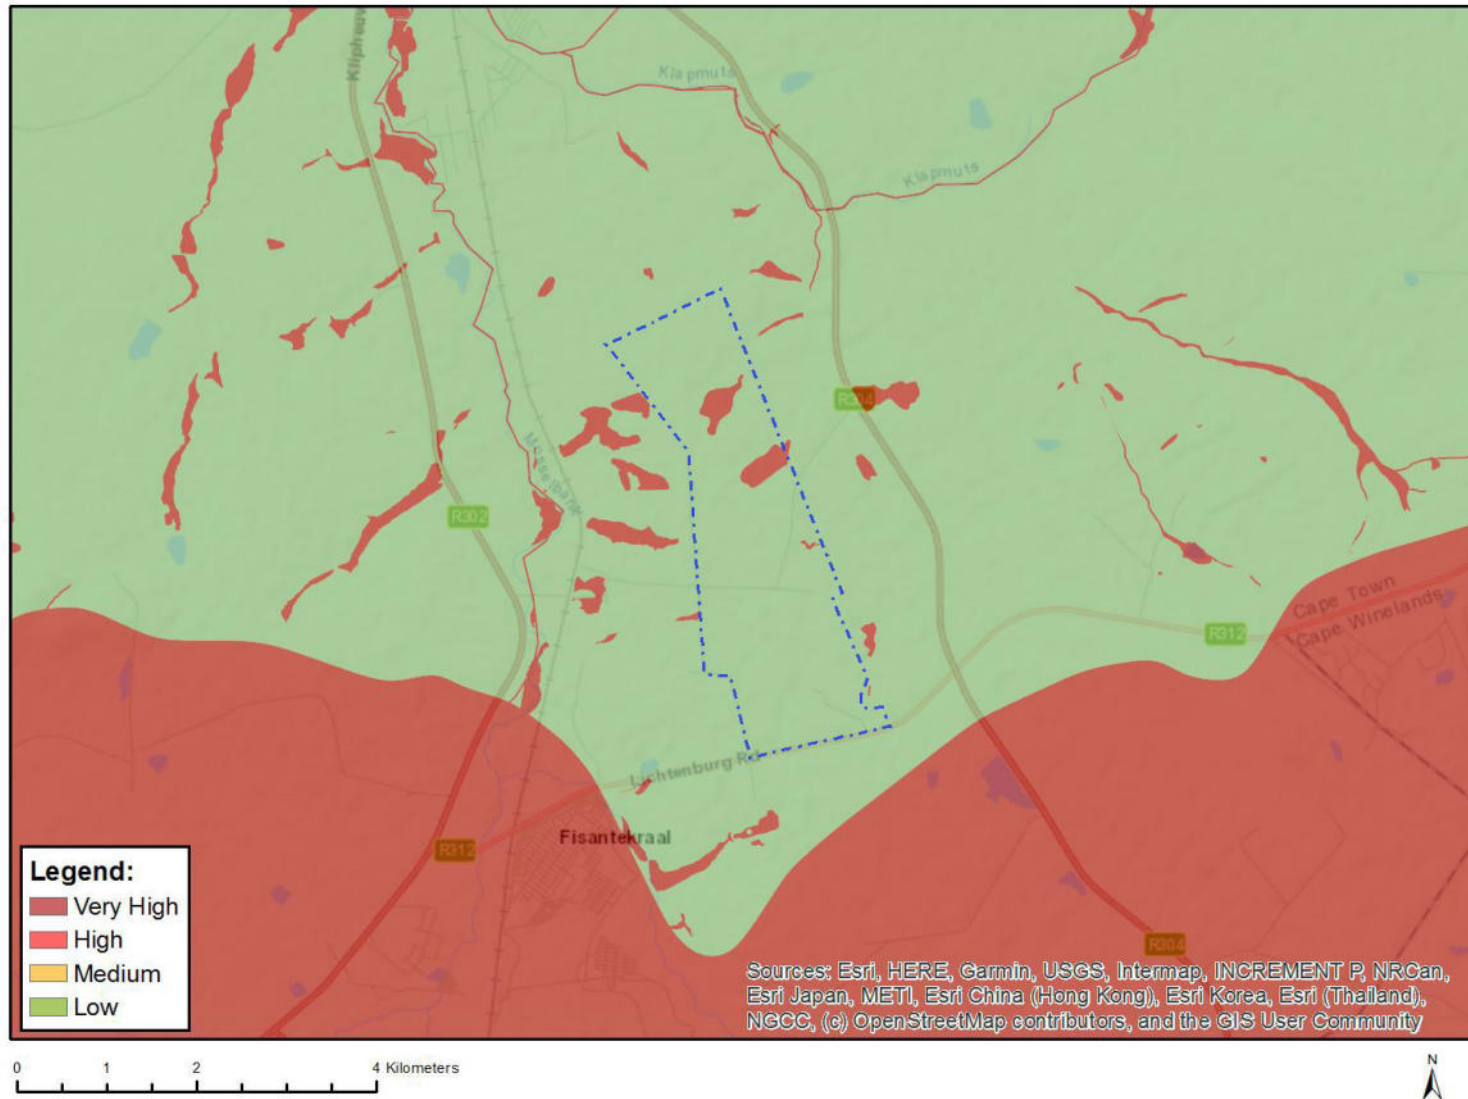 Klipheuv
Klapmuts
Klapmuts
R304
Mosselbank
R302
Cape Town
Cape Winelands
R312
Lichtenburg Rd
Fisantekraal
R312
R304
Legend:
Very High
High
Medium
Low
Sources: Esri, HERE, Garmin, USGS, Intermap, INCREMENT P, NRCan,
Esri Japan, METI, Esri China (Hong Kong), Esri Korea, Esri (Thailand),
NGCC, (c) OpenStreetMap contributors, and the GIS User Community
0 1 2 4 Kilometers
N